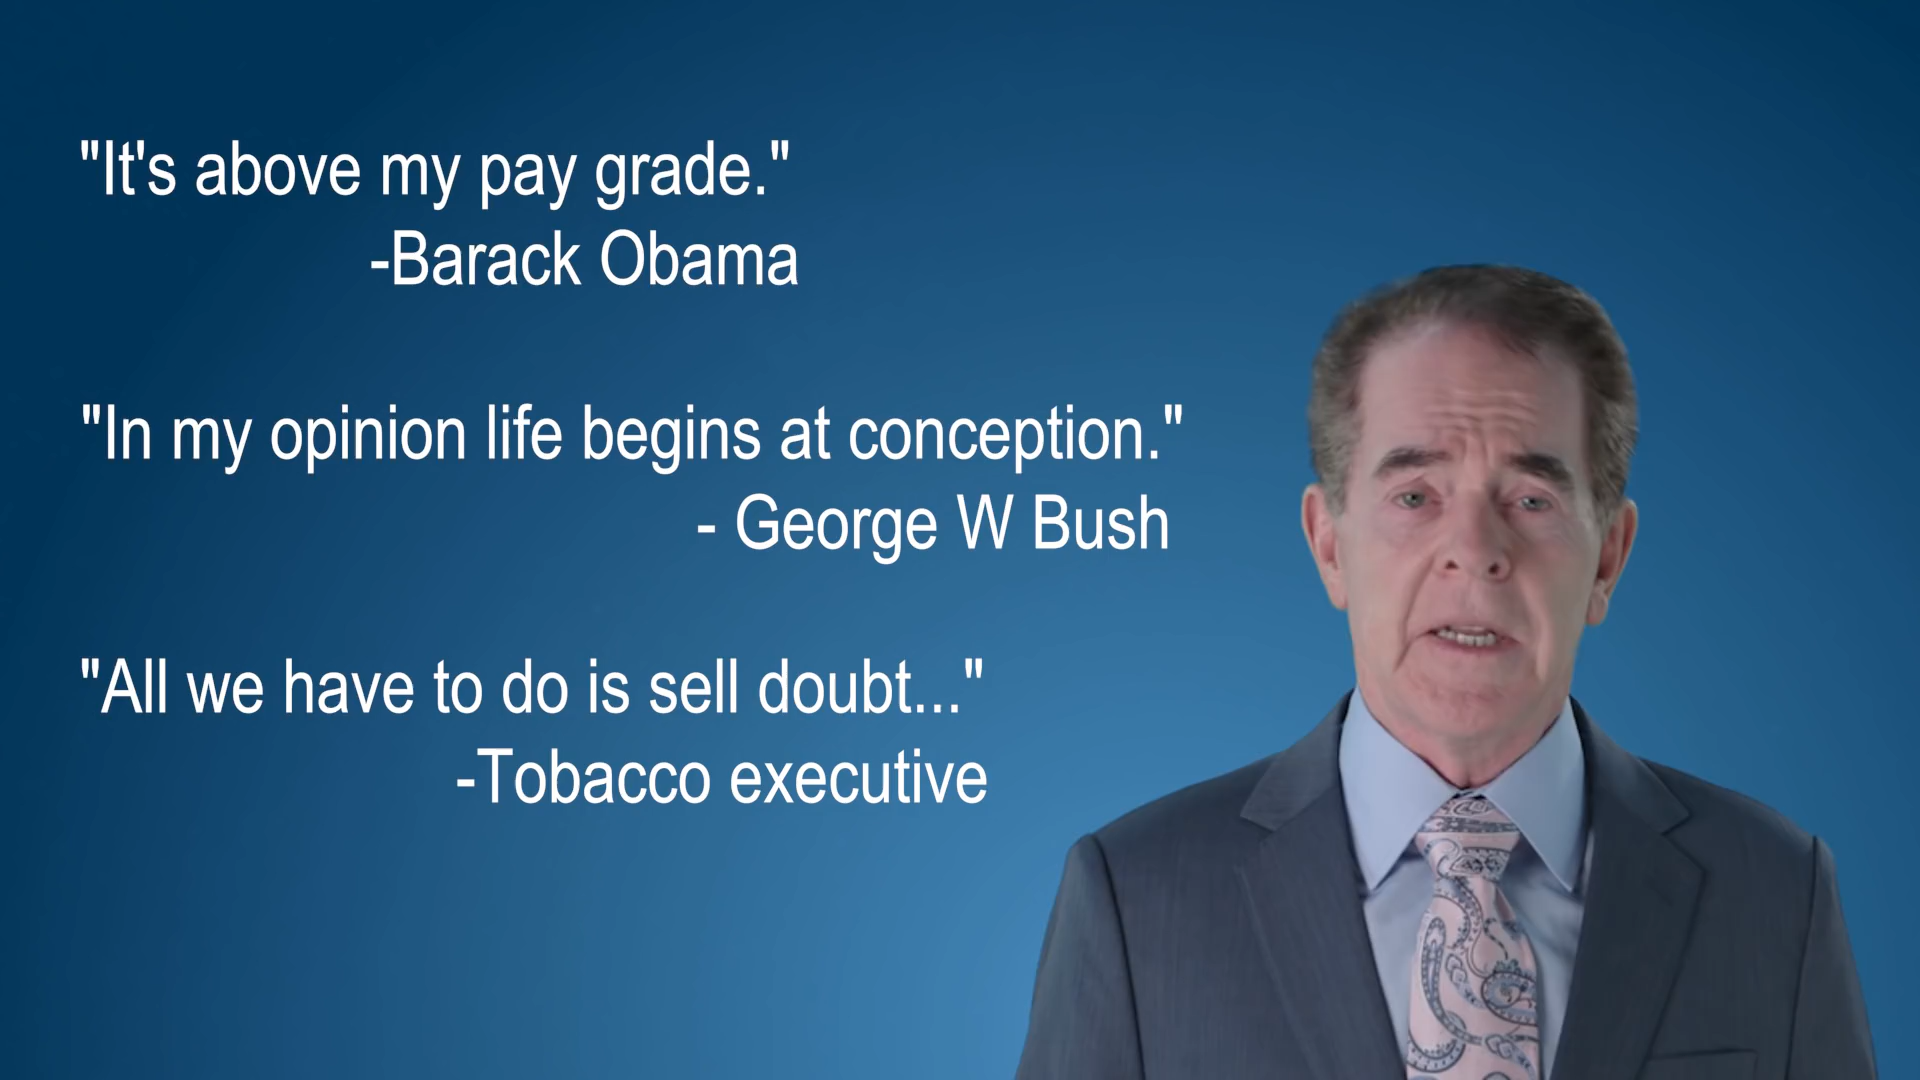 "It's above my pay grade."
-Barack Obama
"In my opinion life begins at conception."
- George W Bush
"All we have to do is sell doubt..."
-Tobacco executive